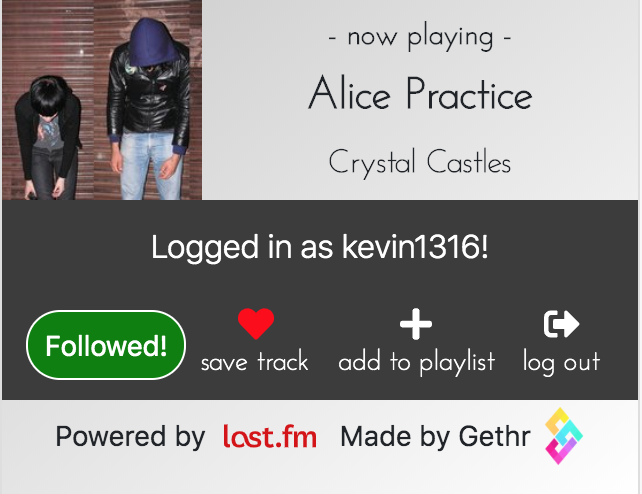 - now playing -
Alice Practice
Crystal Castles
Logged in as kevin1316!
Followed!
save track
add to playlist
log out
Powered by last.fm Made by Gethr